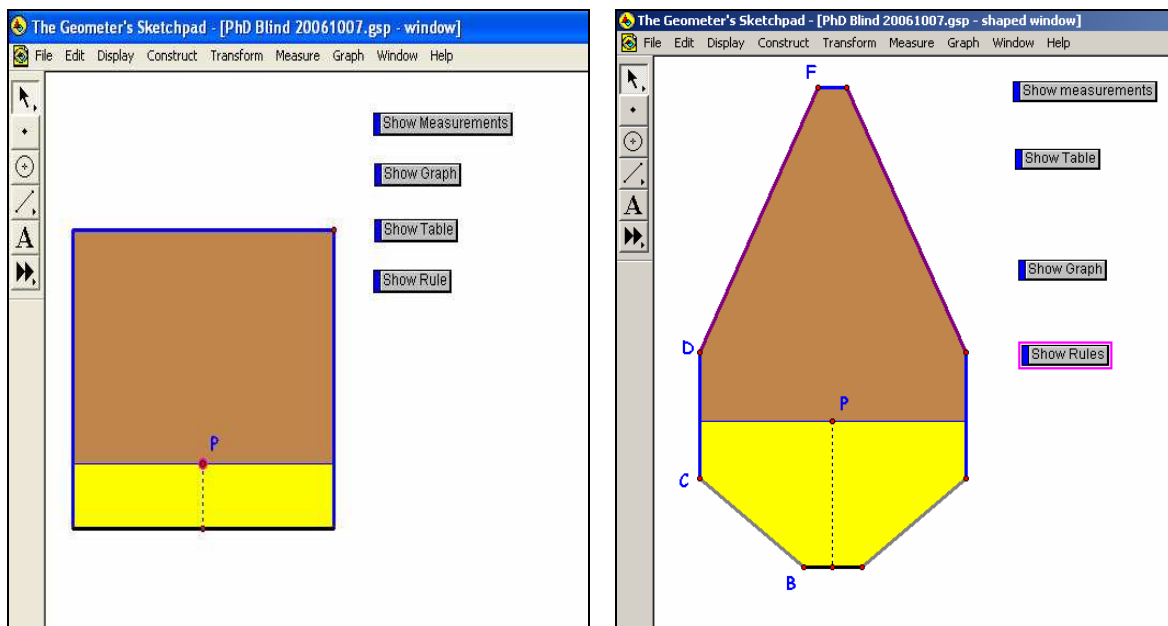 The Geometer's Sketchpad - [PhD Blind 20061007.gsp - window]
File Edit Display Construct Transform Measure Graph Window Help
A
Show Measurements
Show Graph
Show Table
Show Rule
P
The Geometer's Sketchpad - [PhD Blind 20061007.gsp - shaped window]
File Edit Display Construct Transform Measure Graph Window Help
A
F
Show measurements
Show Table
Show Graph
Show Rules
D
P
C
B